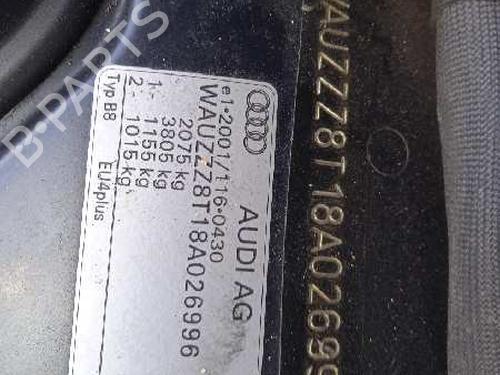 AUDI AG
WAUZZZ8T18A026996
e1*2001/116*0430
2075 kg
3805 kg
1- 1155 kg
2- 1015 kg
Typ B8 EU4plus
WAUZZZ8T18A02699
B-PARTS